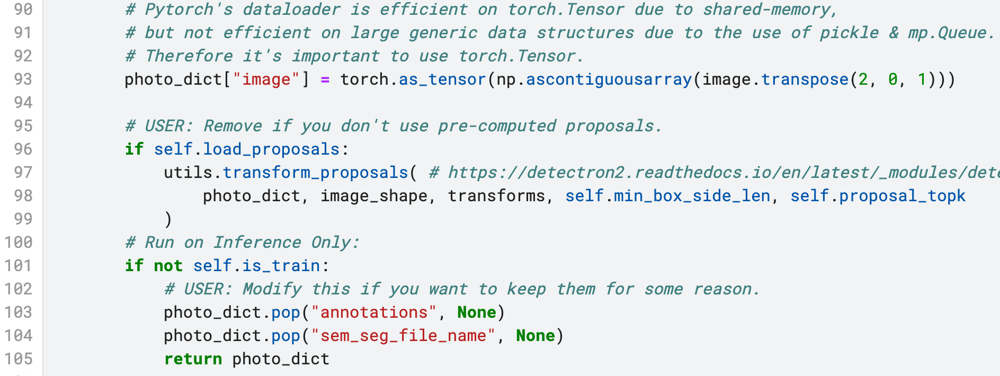 90 # Pytorch's dataloader is efficient on torch.Tensor due to shared-memory,
91 # but not efficient on large generic data structures due to the use of pickle & mp.Queue.
92 # Therefore it's important to use torch.Tensor.
93 photo_dict["image"] = torch.as_tensor(np.ascontiguousarray(image.transpose(2, 0, 1)))
94
95 # USER: Remove if you don't use pre-computed proposals.
96 if self.load_proposals:
97 utils.transform_proposals( # https://detectron2.readthedocs.io/en/latest/_modules/dete
98 photo_dict, image_shape, transforms, self.min_box_side_len, self.proposal_topk
99 )
100 # Run on Inference Only:
101 if not self.is_train:
102 # USER: Modify this if you want to keep them for some reason.
103 photo_dict.pop("annotations", None)
104 photo_dict.pop("sem_seg_file_name", None)
105 return photo_dict